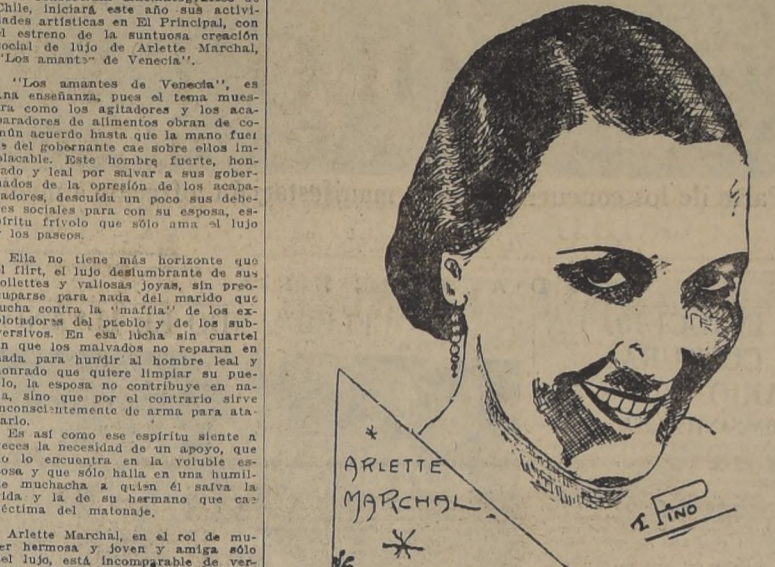 Chile, iniciará este año sus activi-
dades artísticas en El Principal, con
el estreno de la suntuosa creación
social de lujo de Arlette Marchal,
"Los amantes de Venecia".
"Los amantes de Venecia", es
una enseñanza, pues el tema mues-
tra como los agitadores y los aca-
paradores de alimentos obran de co-
mún acuerdo hasta que la mano fuer
e del gobernante cae sobre ellos im-
placable. Este hombre fuerte, hon-
rado y leal por salvar a sus gober-
nados de la opresión de los acapa-
radores, descuida un poco sus debe-
res sociales para con su esposa, es-
píritu frívolo que sólo ama el lujo
y los paseos.
Ella no tiene más horizonte que
el flirt, el lujo deslumbrante de sus
toilettes y valiosas joyas, sin preo-
cuparse para nada del marido que
lucha contra la "maffia" de los ex-
plotadores del pueblo y de los sub-
versivos. En esa lucha sin cuartel
en que los malvados no reparan en
nada para hundir al hombre leal y
honrado que quiere limpiar su pue-
blo, la esposa no contribuye en na-
da, sino que por el contrario sirve
inconscientemente de arma para ata-
carlo.
Es así como ese espíritu siente a
veces la necesidad de un apoyo, que
no lo encuentra en la voluble es-
posa y que sólo halla en una humil-
de muchacha a quien él salva la
vida y la de su hermano que cae
véctima del matonaje.
Arlette Marchal, en el rol de mu-
jer hermosa y joven y amiga sólo
del lujo, está incomparable de ver-
ARLETTE
MARCHAL.
PINO